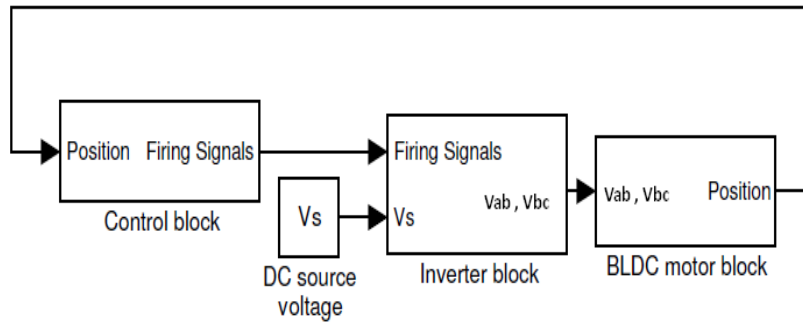 Position Firing Signals
Control block
Vs
DC source
voltage
Firing Signals
Vab , Vbc
Vs
Inverter block
Vab , Vbc Position
BLDC motor block